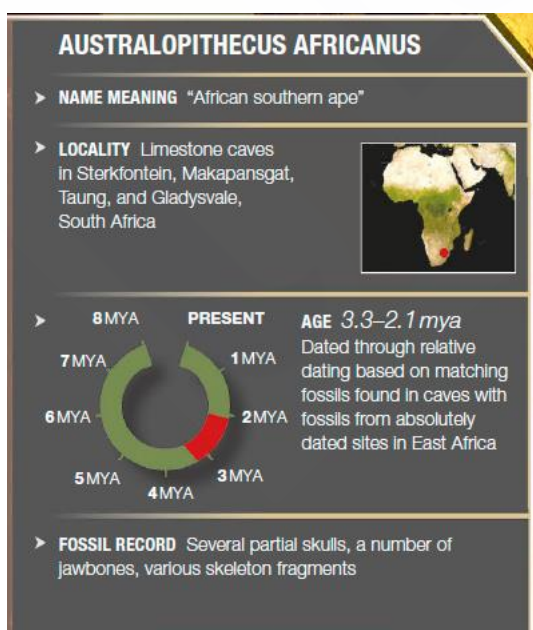 AUSTRALOPITHECUS AFRICANUS
NAME MEANING “African southern ape”
LOCALITY Limestone caves
in Sterkfontein, Makapansgat,
Taung, and Gladysvale,
South Africa
8 MYA
PRESENT
7 MYA
1 MYA
6 MYA
2 MYA
5 MYA
3 MYA
4 MYA
AGE 3.3–2.1 mya
Dated through relative
dating based on matching
fossils found in caves with
fossils from absolutely
dated sites in East Africa
FOSSIL RECORD Several partial skulls, a number of
jawbones, various skeleton fragments